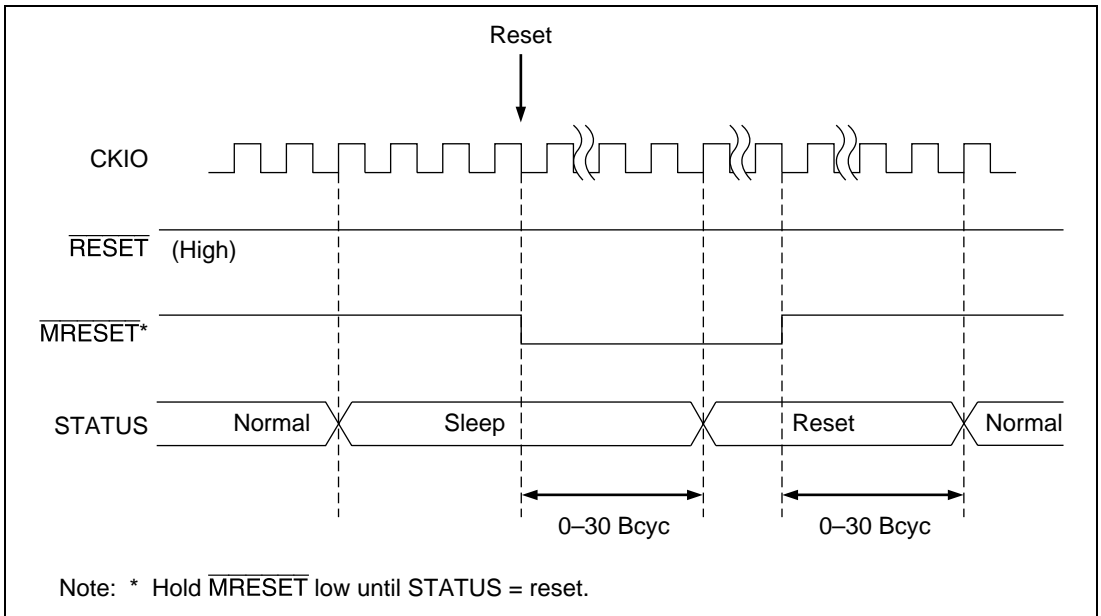 Reset
CKIO
RESET (High)
MRESET*
STATUS Normal Sleep Reset Normal
0–30 Bcyc 0–30 Bcyc
Note: * Hold MRESET low until STATUS = reset.